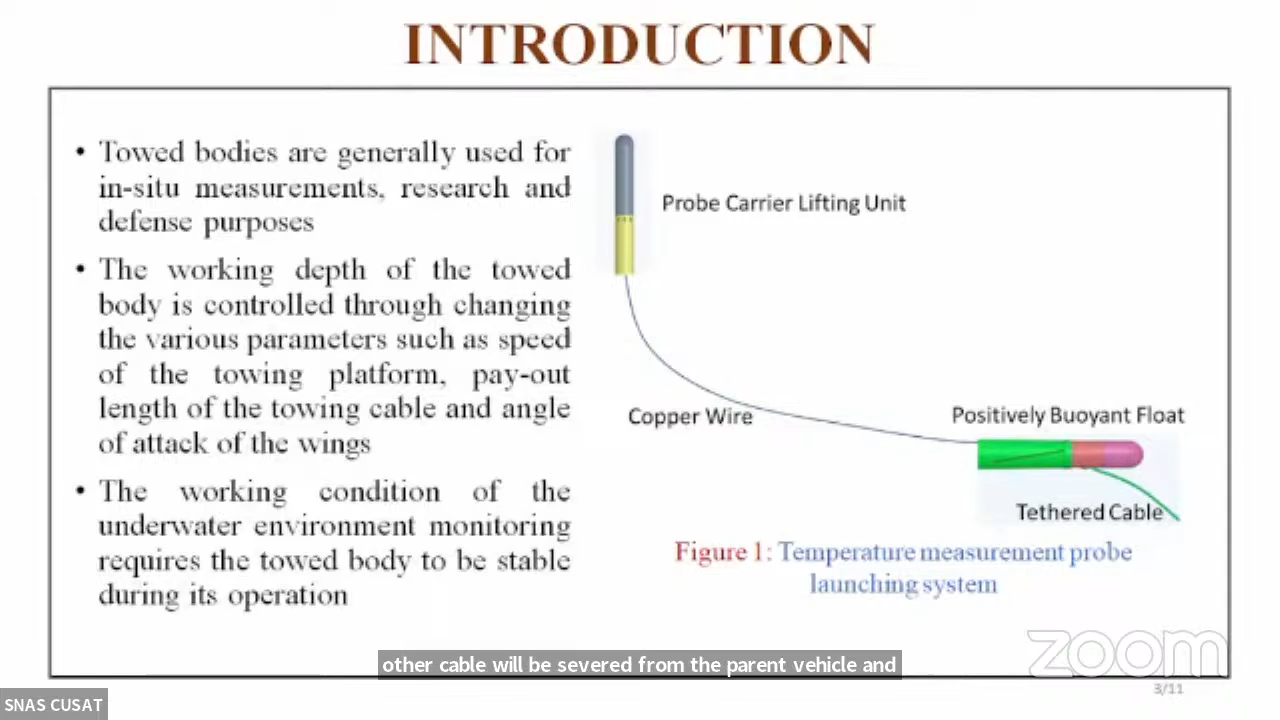 INTRODUCTION
• Towed bodies are generally used for
in-situ measurements, research and
defense purposes
• The working depth of the towed
body is controlled through changing
the various parameters such as speed
of the towing platform, pay-out
length of the towing cable and angle
of attack of the wings
• The working condition of the
underwater environment monitoring
requires the towed body to be stable
during its operation
Probe Carrier Lifting Unit
Copper Wire
Positively Buoyant Float
Tethered Cable
Figure 1: Temperature measurement probe
launching system
other cable will be severed from the parent vehicle and
zoom
3/11
SNAS CUSAT